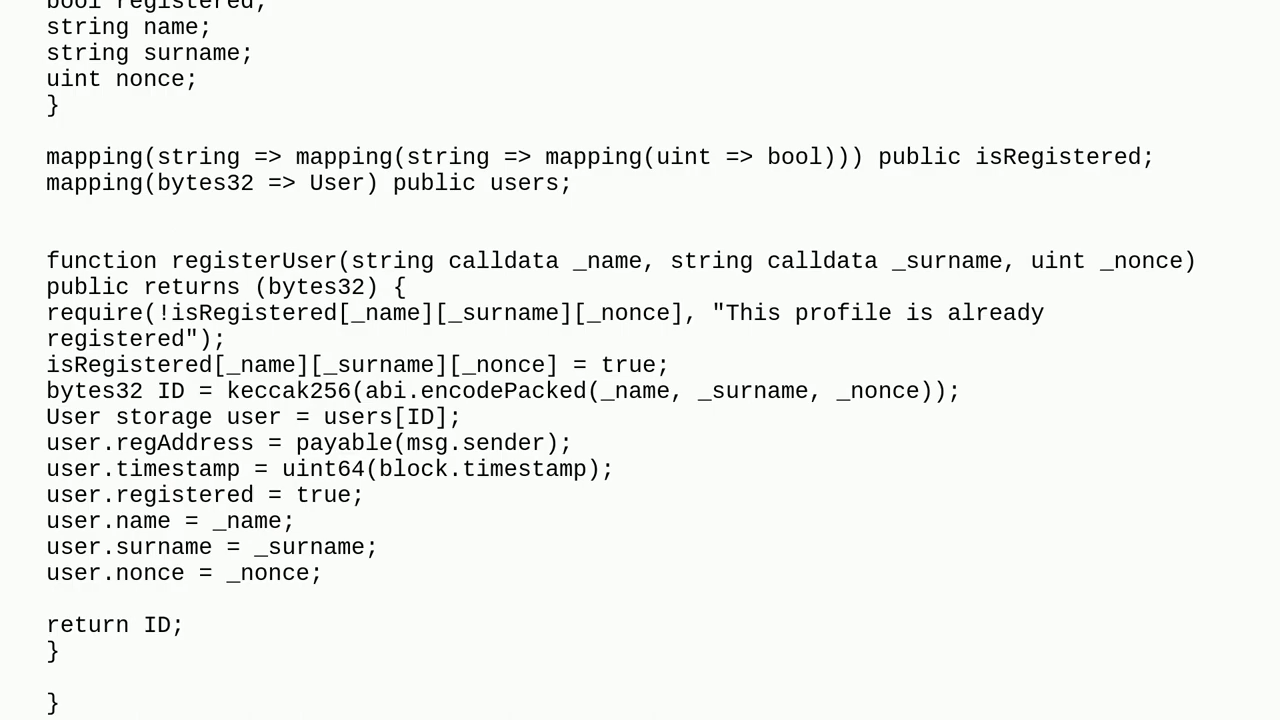 bool registered;
string name;
string surname;
uint nonce;
}
mapping(string => mapping(string => mapping(uint => bool))) public isRegistered;
mapping(bytes32 => User) public users;
function registerUser(string calldata _name, string calldata _surname, uint _nonce)
public returns (bytes32) {
require(!isRegistered[_name][_surname][_nonce], "This profile is already
registered");
isRegistered[_name][_surname][_nonce] = true;
bytes32 ID = keccak256(abi.encodePacked(_name, _surname, _nonce));
User storage user = users[ID];
user.regAddress = payable(msg.sender);
user.timestamp = uint64(block.timestamp);
user.registered = true;
user.name = _name;
user.surname = _surname;
user.nonce = _nonce;
return ID;
}
}